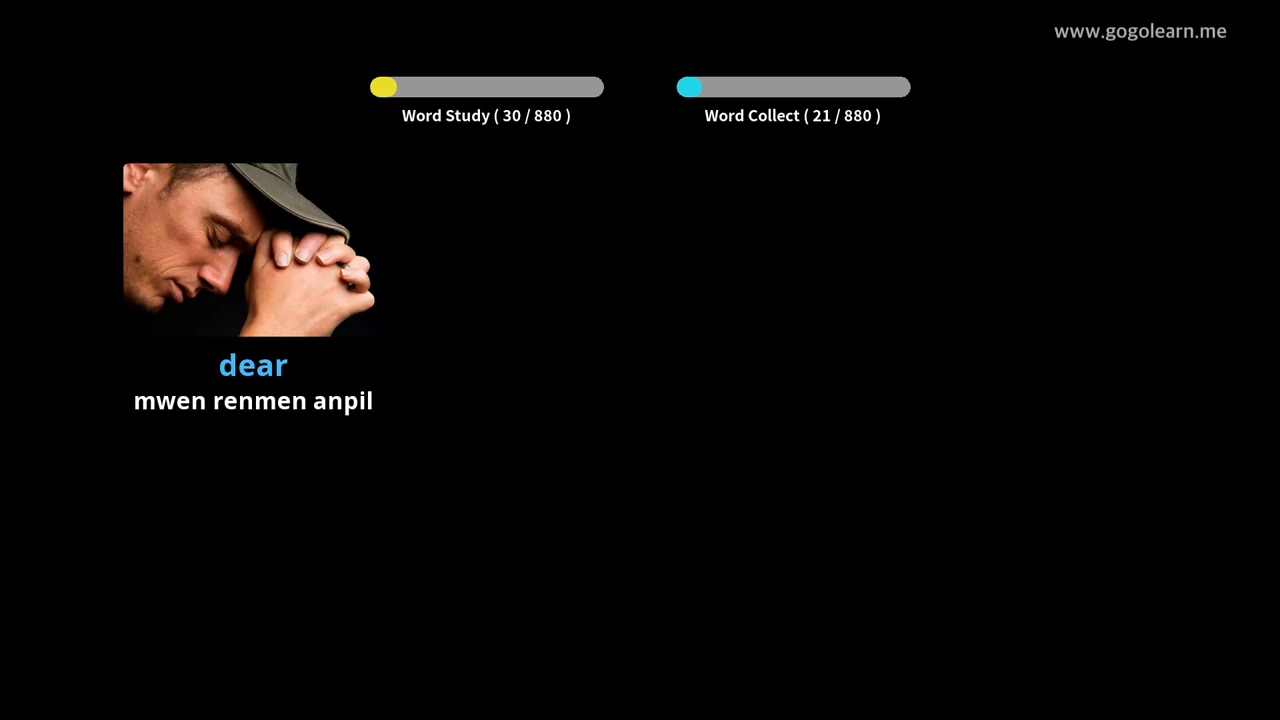 www.gogolearn.me
Word Study ( 30 / 880 )
Word Collect ( 21 / 880 )
dear
mwen renmen anpil